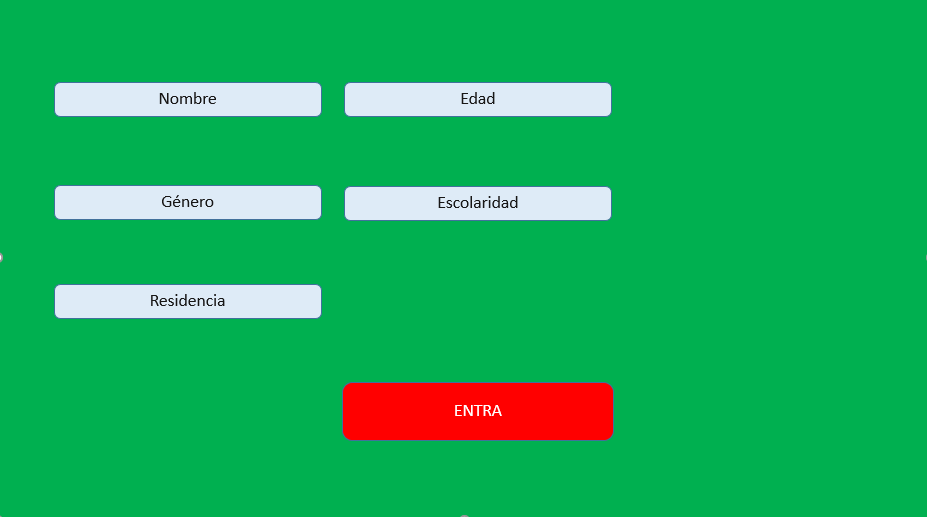 Nombre
Edad
Género
Escolaridad
Residencia
ENTRA